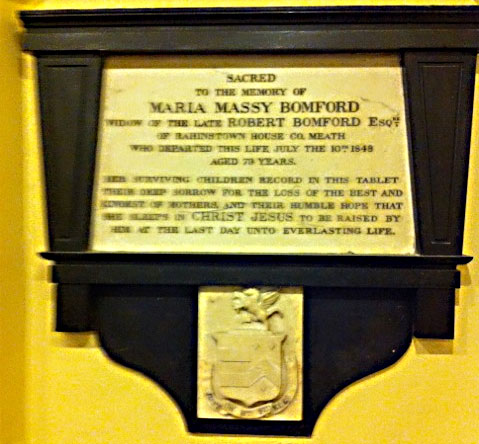 SACRED
TO THE MEMORY OF
MARIA MASSY BOMFORD
WIDOW OF THE LATE ROBERT BOMFORD ESQRE
OF RAHINSTOWN HOUSE CO. MEATH
WHO DEPARTED THIS LIFE JULY THE 10TH 1848
AGED 79 YEARS.
HER SURVIVING CHILDREN RECORD IN THIS TABLET
THEIR DEEP SORROW FOR THE LOSS OF THE BEST AND
KINDEST OF MOTHERS, AND THEIR HUMBLE HOPE THAT
SHE SLEEPS IN CHRIST JESUS TO BE RAISED BY
HIM AT THE LAST DAY UNTO EVERLASTING LIFE.